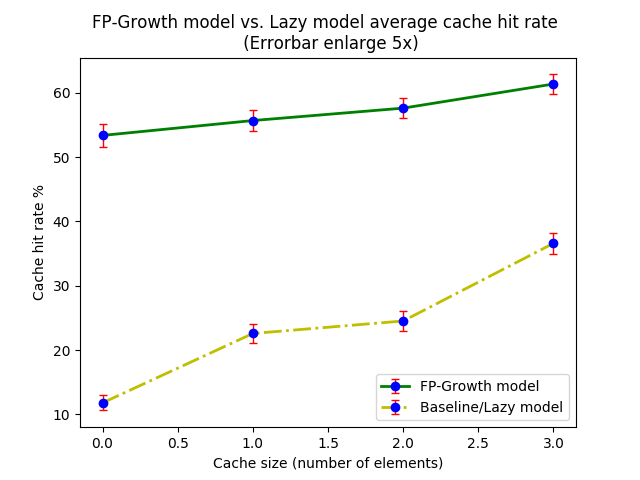 FP-Growth model vs. Lazy model average cache hit rate
(Errorbar enlarge 5x)
Cache hit rate %
60
50
40
30
20
10
0.0 0.5 1.0 1.5 2.0 2.5 3.0
Cache size (number of elements)
FP-Growth model
Baseline/Lazy model